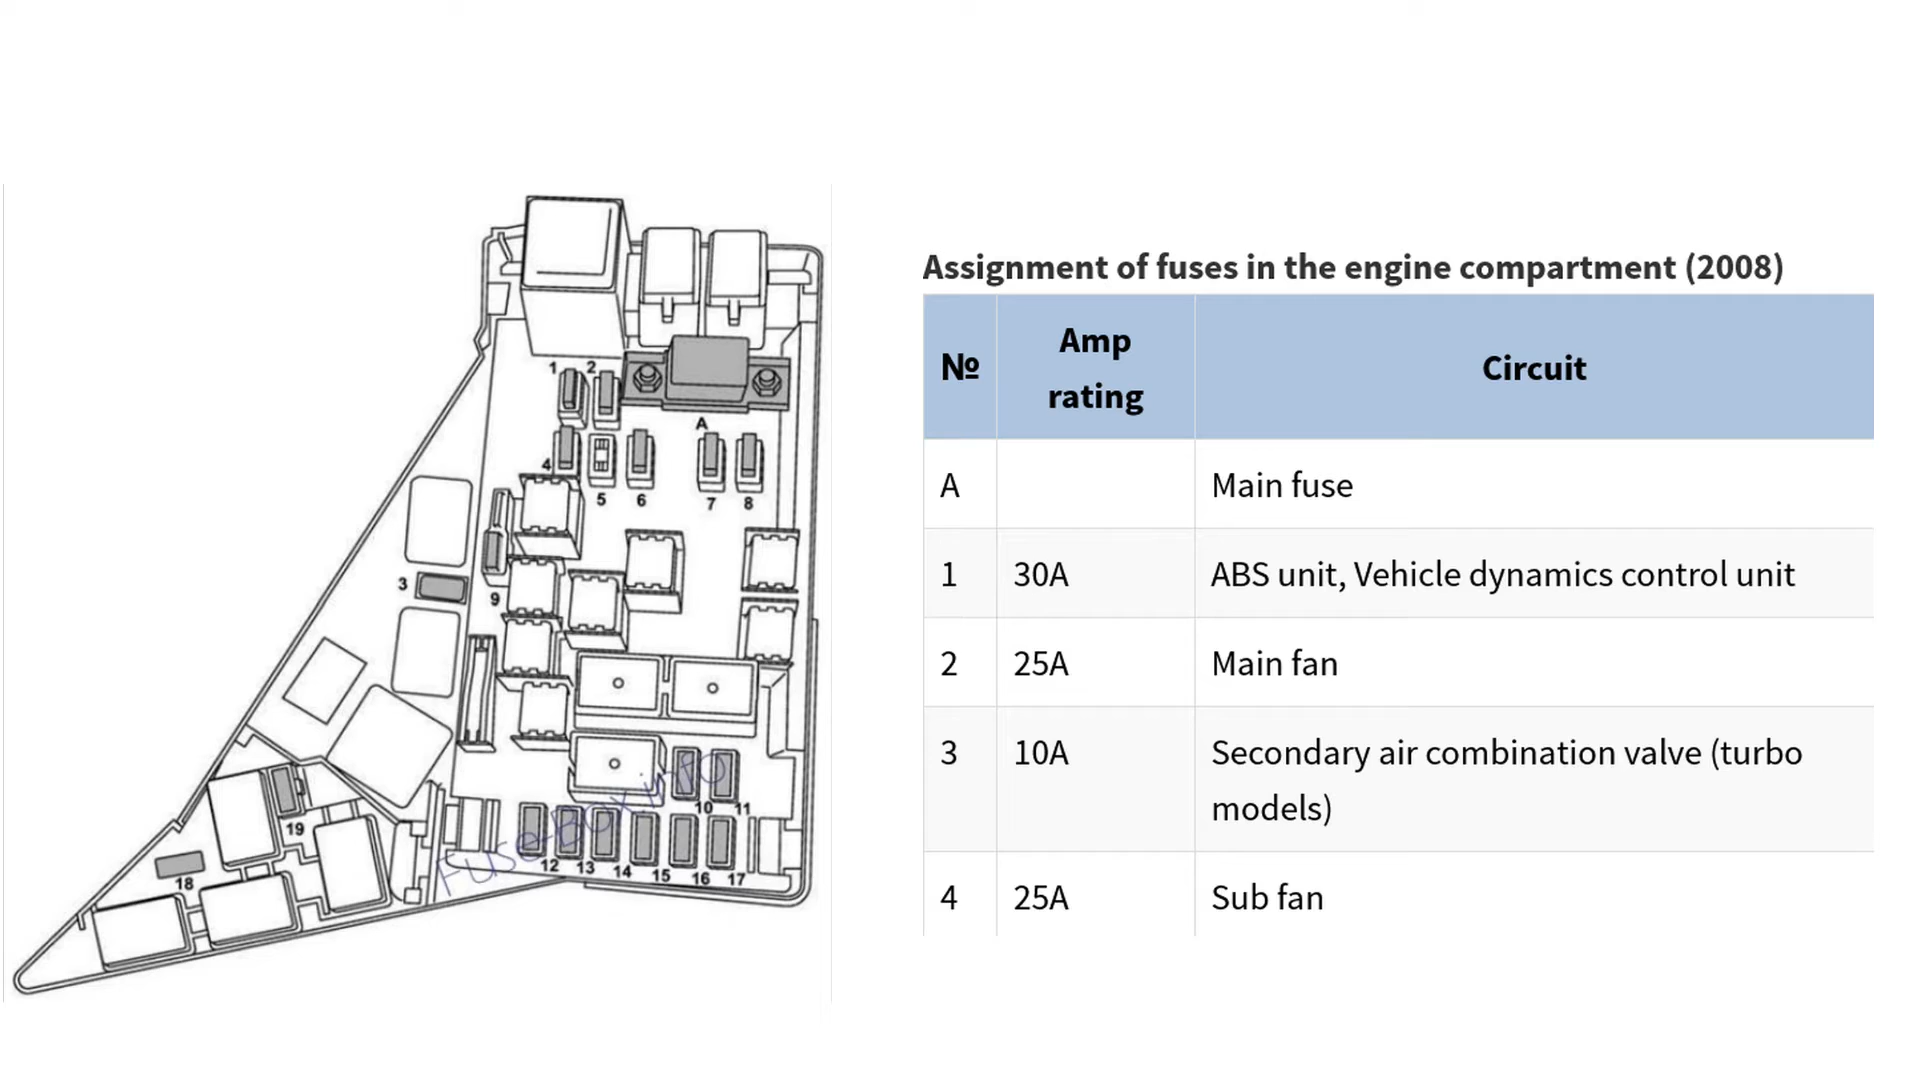 1 2
A
4
5 6 7 8
3
9
10 11
19
12 13 14 15 16 17
18
Fuse-Box.info
Assignment of fuses in the engine compartment (2008)
№ Amp rating Circuit
A Main fuse
1 30A ABS unit, Vehicle dynamics control unit
2 25A Main fan
3 10A Secondary air combination valve (turbo
models)
4 25A Sub fan